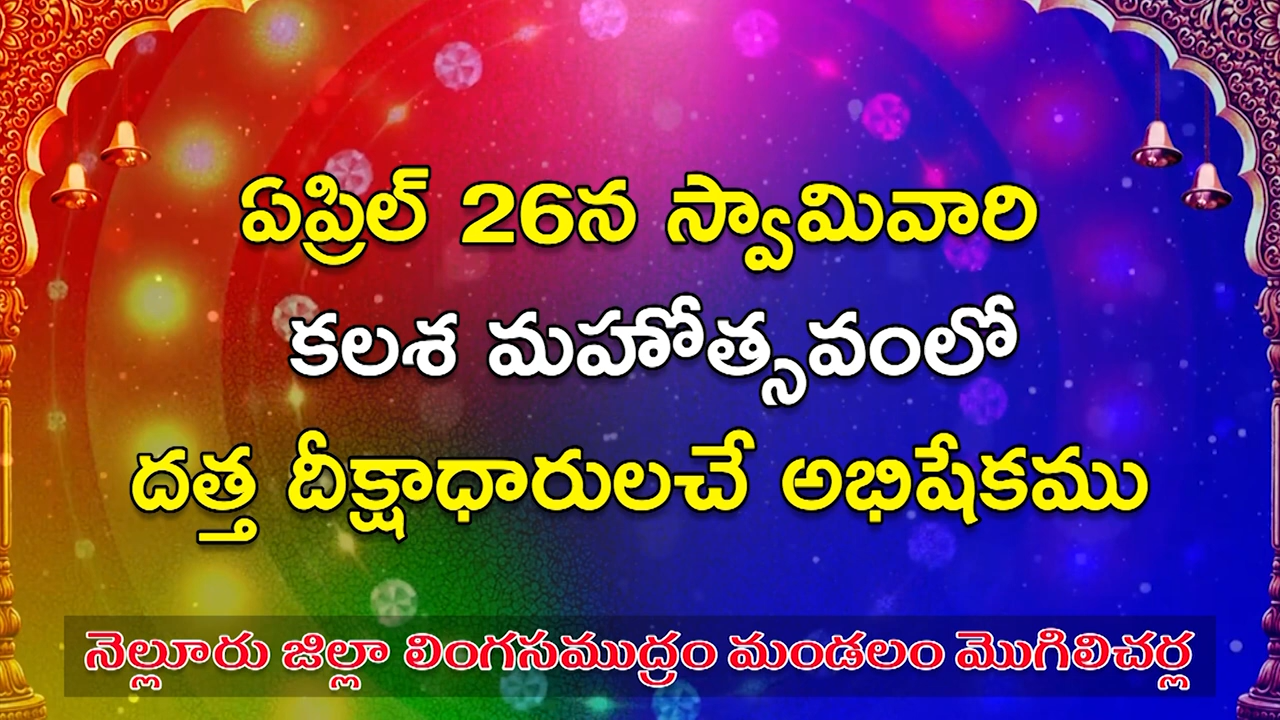 ఏప్రిల్ 26న స్వామివారి
కలశ మహోత్సవంలో
దత్త దీక్షాధారులచే అభిషేకము
నెల్లూరు జిల్లా లింగసముద్రం మండలం మొగిలిచర్ల